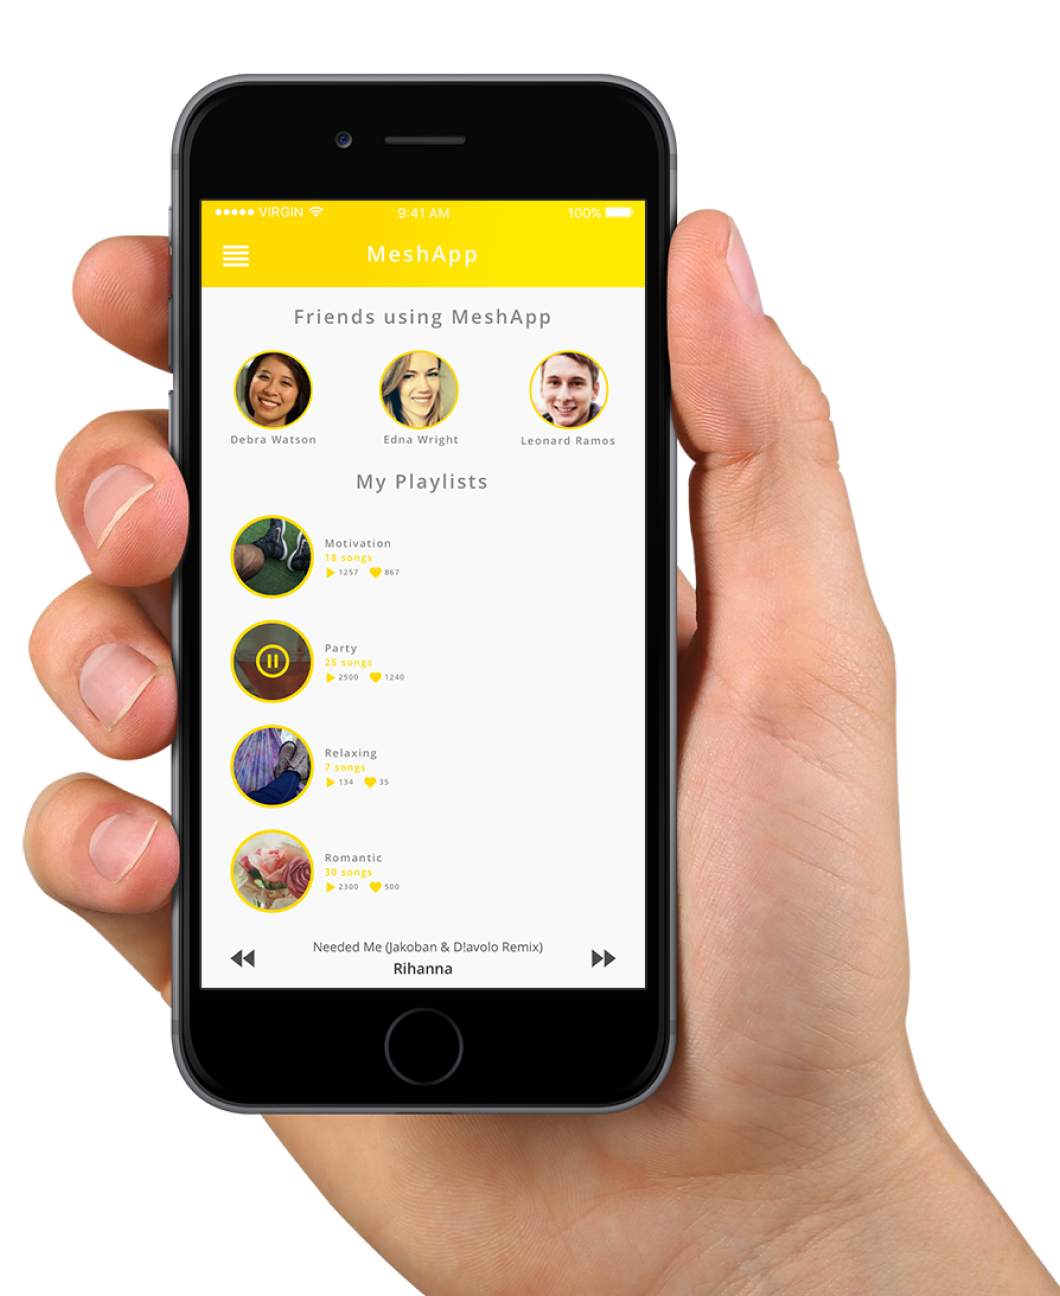 VIRGIN 9:41 AM 100%
MeshApp
Friends using MeshApp
Debra Watson Edna Wright Leonard Ramos
My Playlists
Motivation
18 songs
1257 867
Party
25 songs
2500 1240
Relaxing
7 songs
134 35
Romantic
30 songs
2300 500
Needed Me (Jakoban & D!avolo Remix)
Rihanna